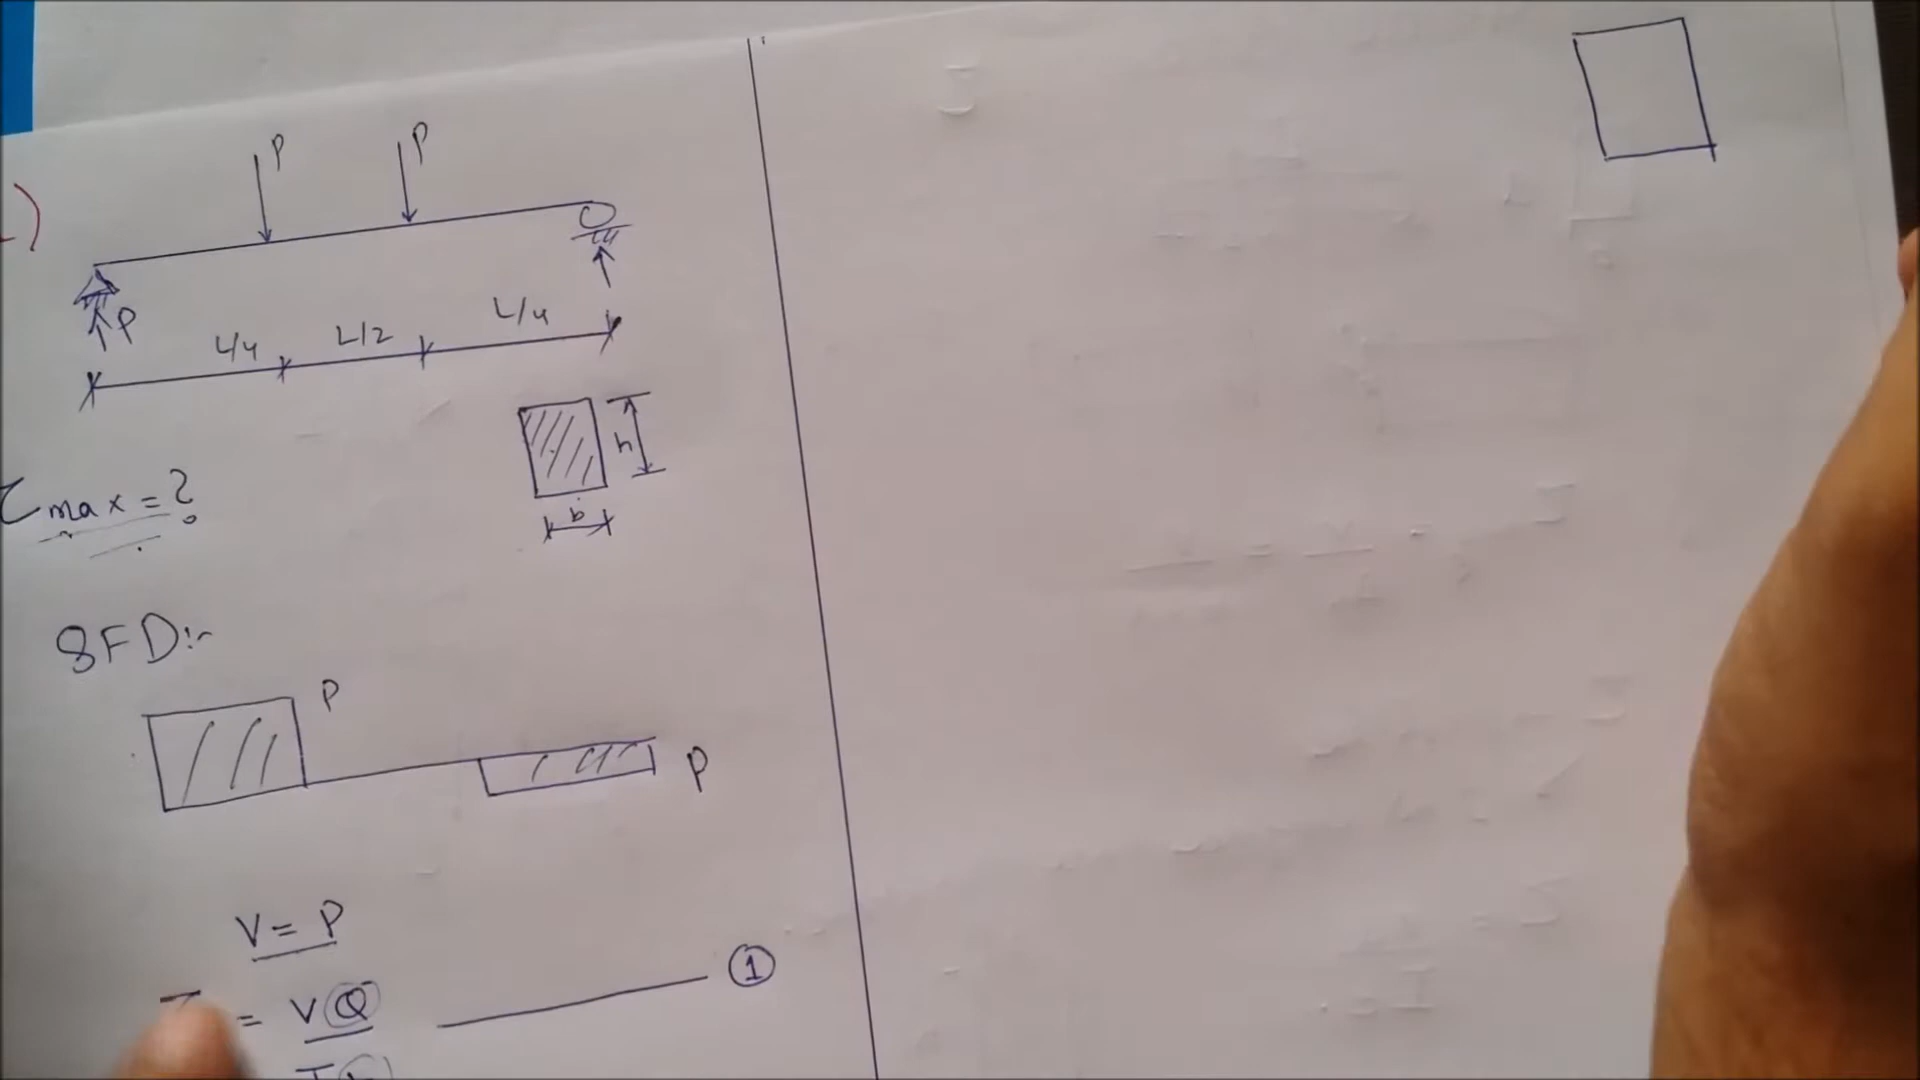 P P
P
L/4 L/2 L/4
h
b
τmax = ?
SFD:-
P
P
V = P
= VQ 1
I